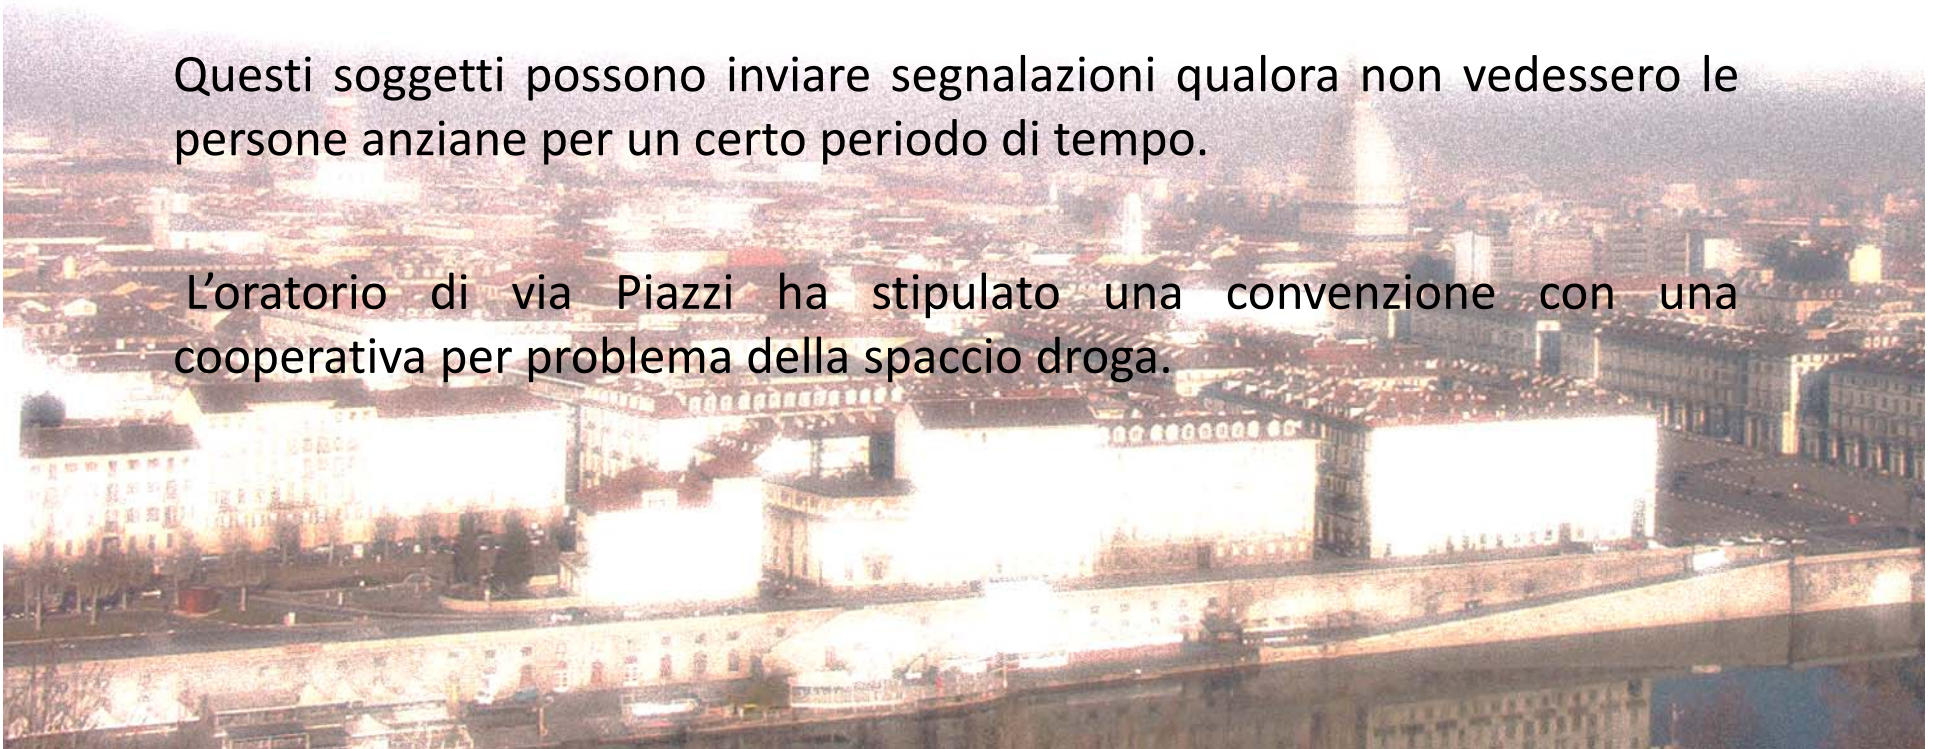 Questi soggetti possono inviare segnalazioni qualora non vedessero le
persone anziane per un certo periodo di tempo.
L’oratorio di via Piazzi ha stipulato una convenzione con una
cooperativa per problema della spaccio droga.